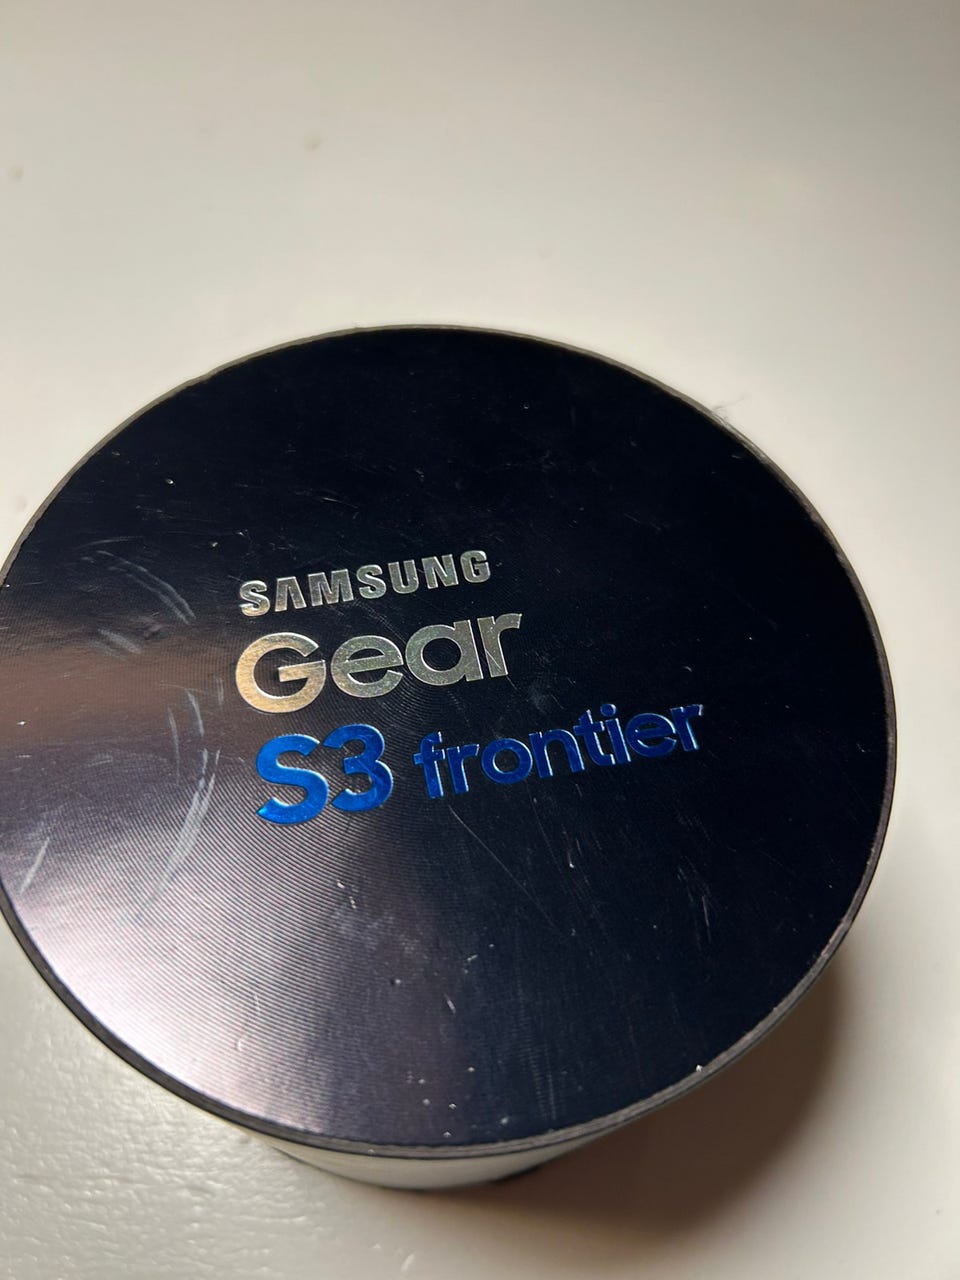 SAMSUNG
Gear
S3 frontier